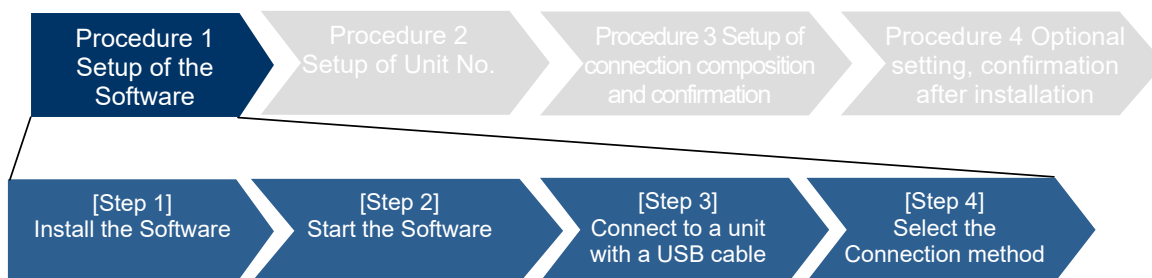 Procedure 1
Setup of the
Software
Procedure 2
Setup of Unit No.
Procedure 3 Setup of
connection composition
and confirmation
Procedure 4 Optional
setting, confirmation
after installation
[Step 1]
Install the Software
[Step 2]
Start the Software
[Step 3]
Connect to a unit
with a USB cable
[Step 4]
Select the
Connection method